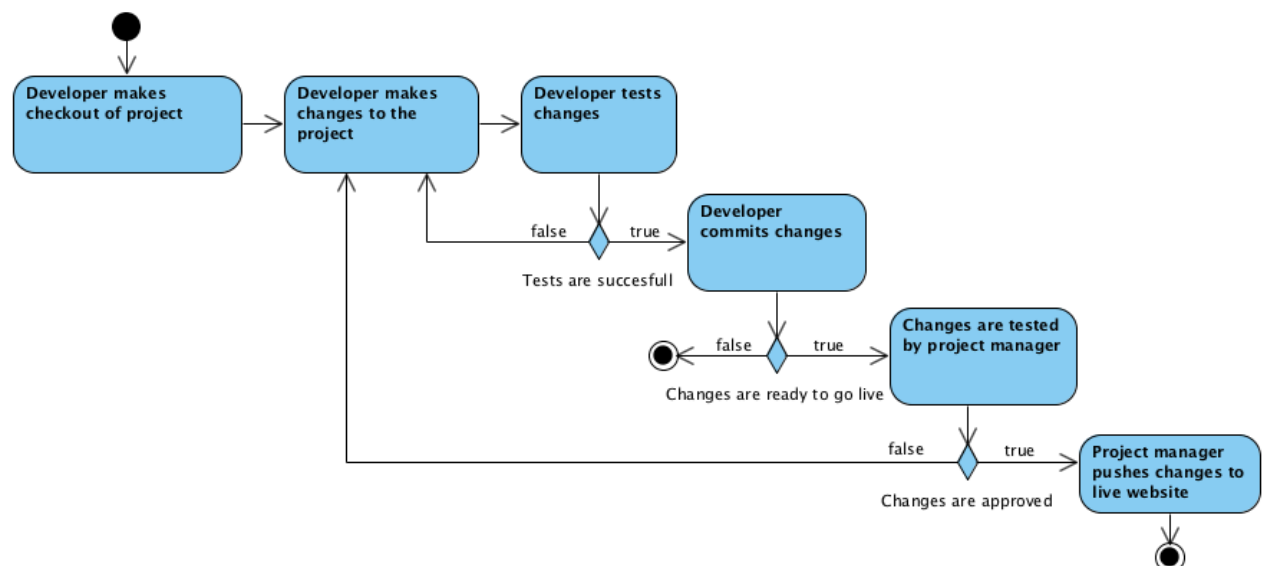 Developer makes
checkout of project
Developer makes
changes to the
project
Developer tests
changes
false
true
Tests are succesfull
Developer
commits changes
false
true
Changes are ready to go live
Changes are tested
by project manager
false
true
Changes are approved
Project manager
pushes changes to
live website